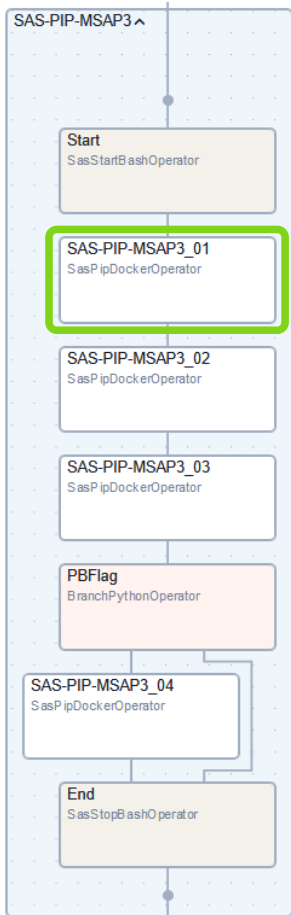 SAS-PIP-MSAP3
Start
SasStartBashOperator
SAS-PIP-MSAP3_01
SasPipDockerOperator
SAS-PIP-MSAP3_02
SasPipDockerOperator
SAS-PIP-MSAP3_03
SasPipDockerOperator
PBFlag
BranchPythonOperator
SAS-PIP-MSAP3_04
SasPipDockerOperator
End
SasStopBashOperator